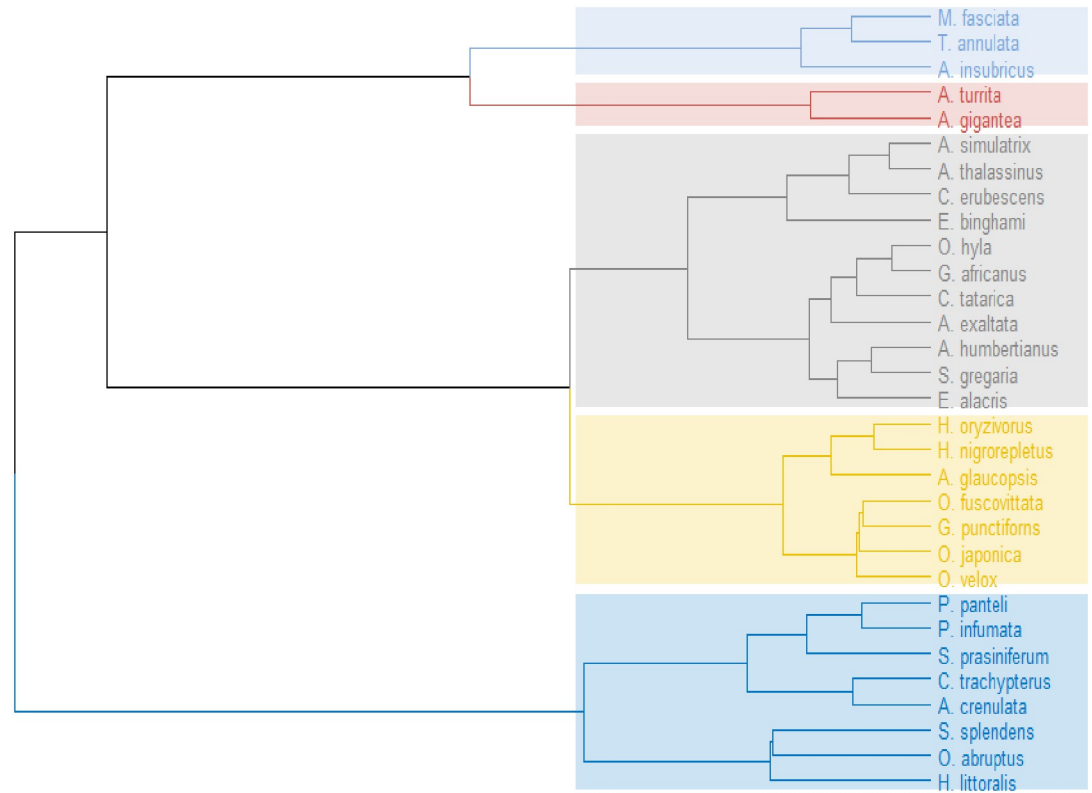 M. fasciata
T. annulata
A. insubricus
A. turrita
A. gigantea
A. simulatrix
A. thalassinus
C. erubescens
E. binghami
O. hyla
G. africanus
C. tatarica
A. exaltata
A. humbertianus
S. gregaria
E. alacris
H. oryzivorus
H. nigrorepletus
A. glaucopsis
O. fuscovittata
G. punctiforns
O. japonica
O. velox
P. panteli
P. infumata
S. prasiniferum
C. trachypterus
A. crenulata
S. splendens
O. abruptus
H. littoralis